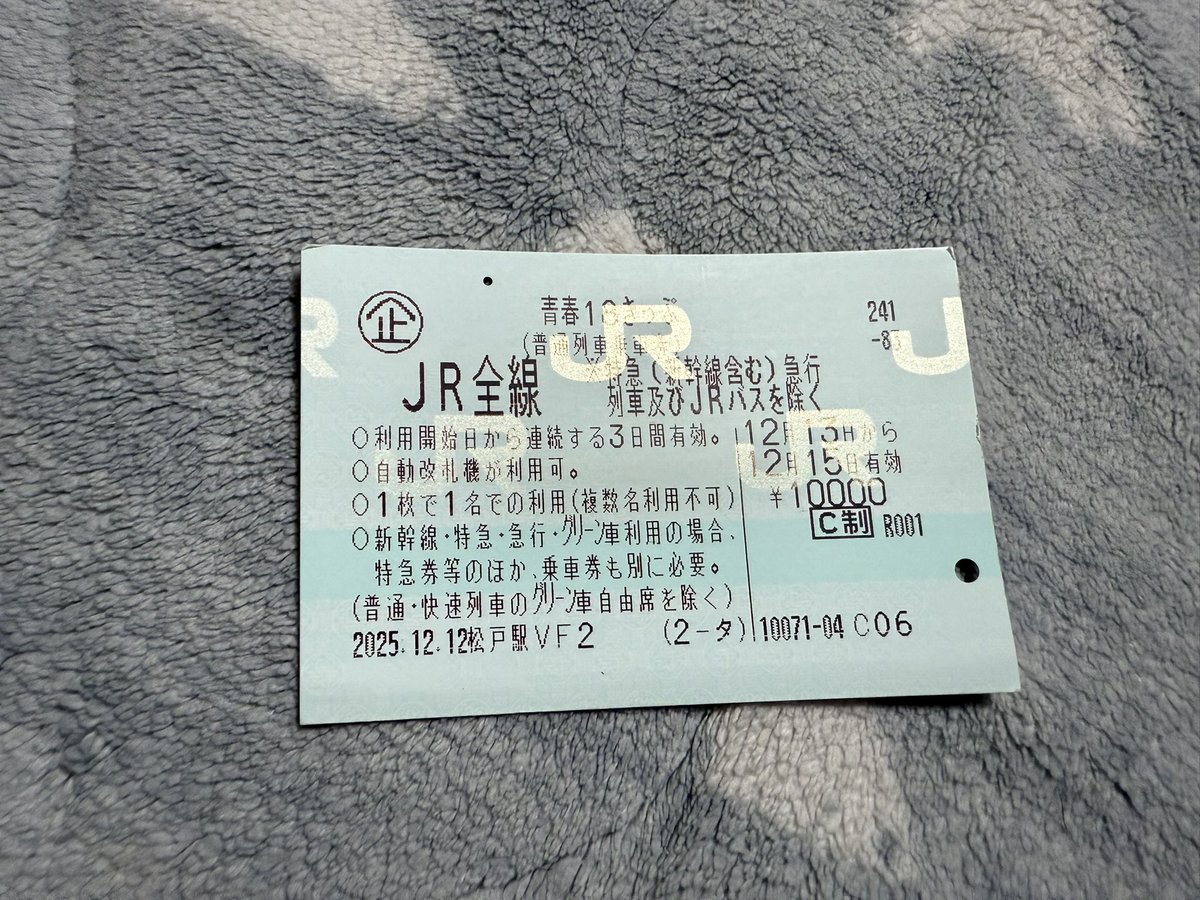 企 青春18きっぷ 241
(普通列車乗車券) -83
JR全線 ※特急(新幹線含む)急行
列車及びJRバスを除く
○利用開始日から連続する3日間有効。 12月13日から
○自動改札機が利用可。 12月15日有効
○1枚で1名での利用(複数名利用不可) ¥10000
○新幹線・特急・急行・グリーン車利用の場合、 C制 R001
特急券等のほか、乗車券も別に必要。
(普通・快速列車のグリーン車自由席を除く)
2025.12.12松戸駅VF2 (2-タ) 10071-04 C06
JR
JR
JR
JR